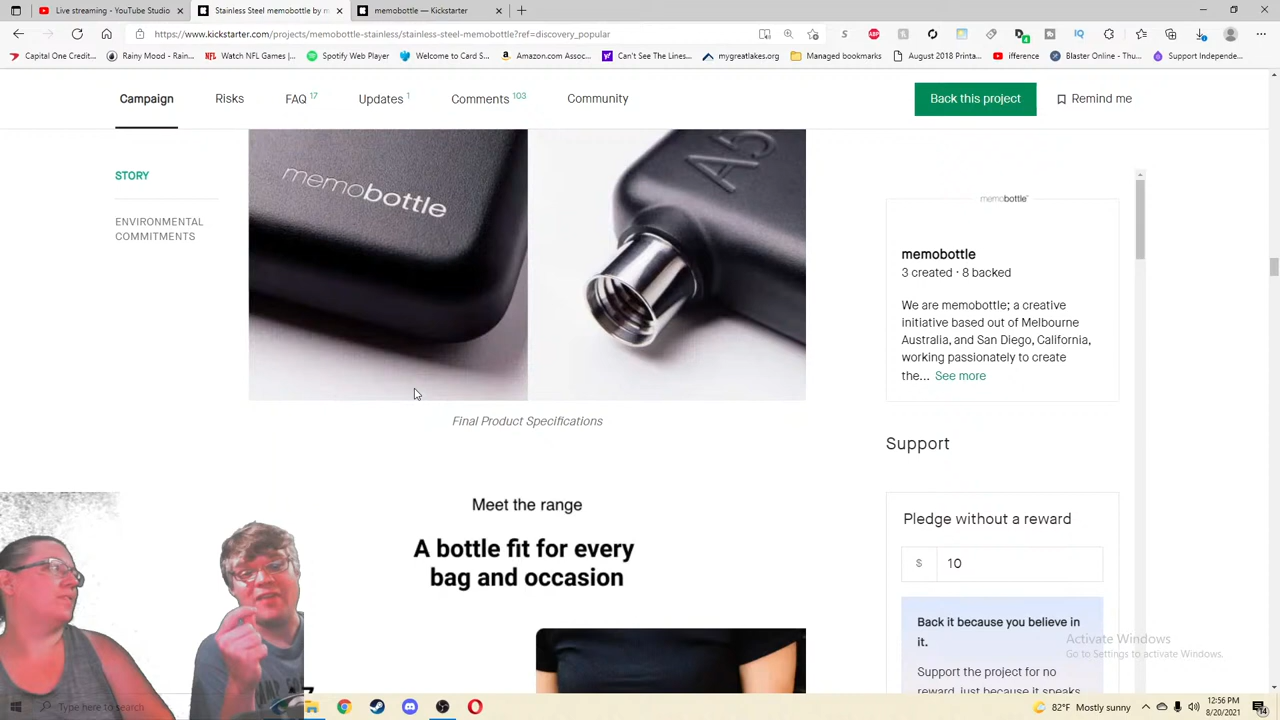 Live streaming - YouTube Studio
Stainless Steel memobottle by m
memobottle — Kickstarter
https://www.kickstarter.com/projects/memobottle-stainless/stainless-steel-memobottle?ref=discovery_popular
Capital One Credit...
Rainy Mood - Rain...
Watch NFL Games |...
Spotify Web Player
Welcome to Card S...
Amazon.com Assoc...
Can't See The Lines...
mygreatlakes.org
Managed bookmarks
August 2018 Printa...
ifference
Blaster Online - Thu...
Support Independ...
Campaign
Risks
FAQ 17
Updates 1
Comments 103
Community
Back this project
Remind me
STORY
ENVIRONMENTAL
COMMITMENTS
memobottle
A5
Final Product Specifications
Meet the range
A bottle fit for every
bag and occasion
memobottle™
memobottle
3 created · 8 backed
We are memobottle; a creative
initiative based out of Melbourne
Australia, and San Diego, California,
working passionately to create
the... See more
Support
Pledge without a reward
$ 10
Back it because you believe in
it.
Support the project for no
reward, just because it speaks
Activate Windows
Go to Settings to activate Windows.
Type here to search
82°F Mostly sunny
12:56 PM
8/20/2021